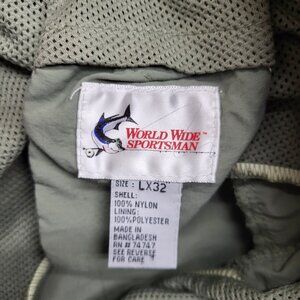 WORLD WIDE™
SPORTSMAN
SIZE : LX32
SHELL:
100% NYLON
LINING:
100%POLYESTER
MADE IN
BANGLADESH
RN # 74747
SEE REVERSE
FOR CARE